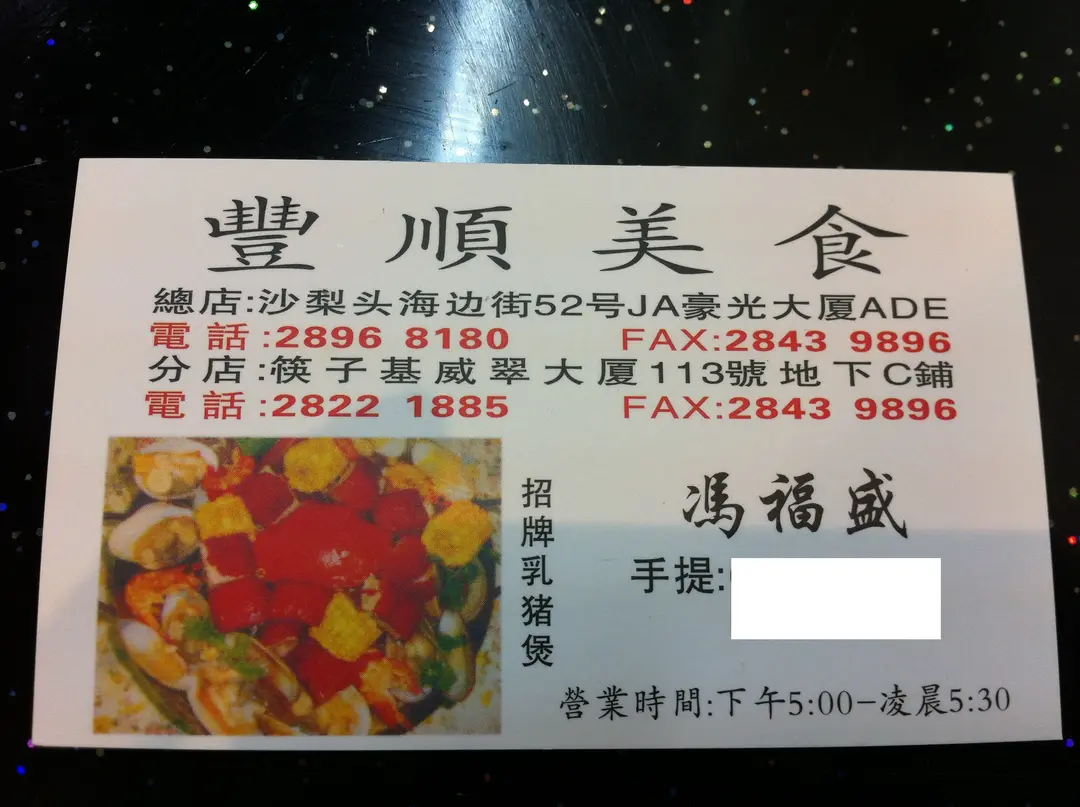 豐順美食
總店:沙梨头海边街52号JA豪光大厦ADE
電話:2896 8180 FAX:2843 9896
分店:筷子基威翠大厦113號地下C鋪
電話:2822 1885 FAX:2843 9896
招牌乳猪煲
馮福盛
手提:
營業時間:下午5:00-凌晨5:30